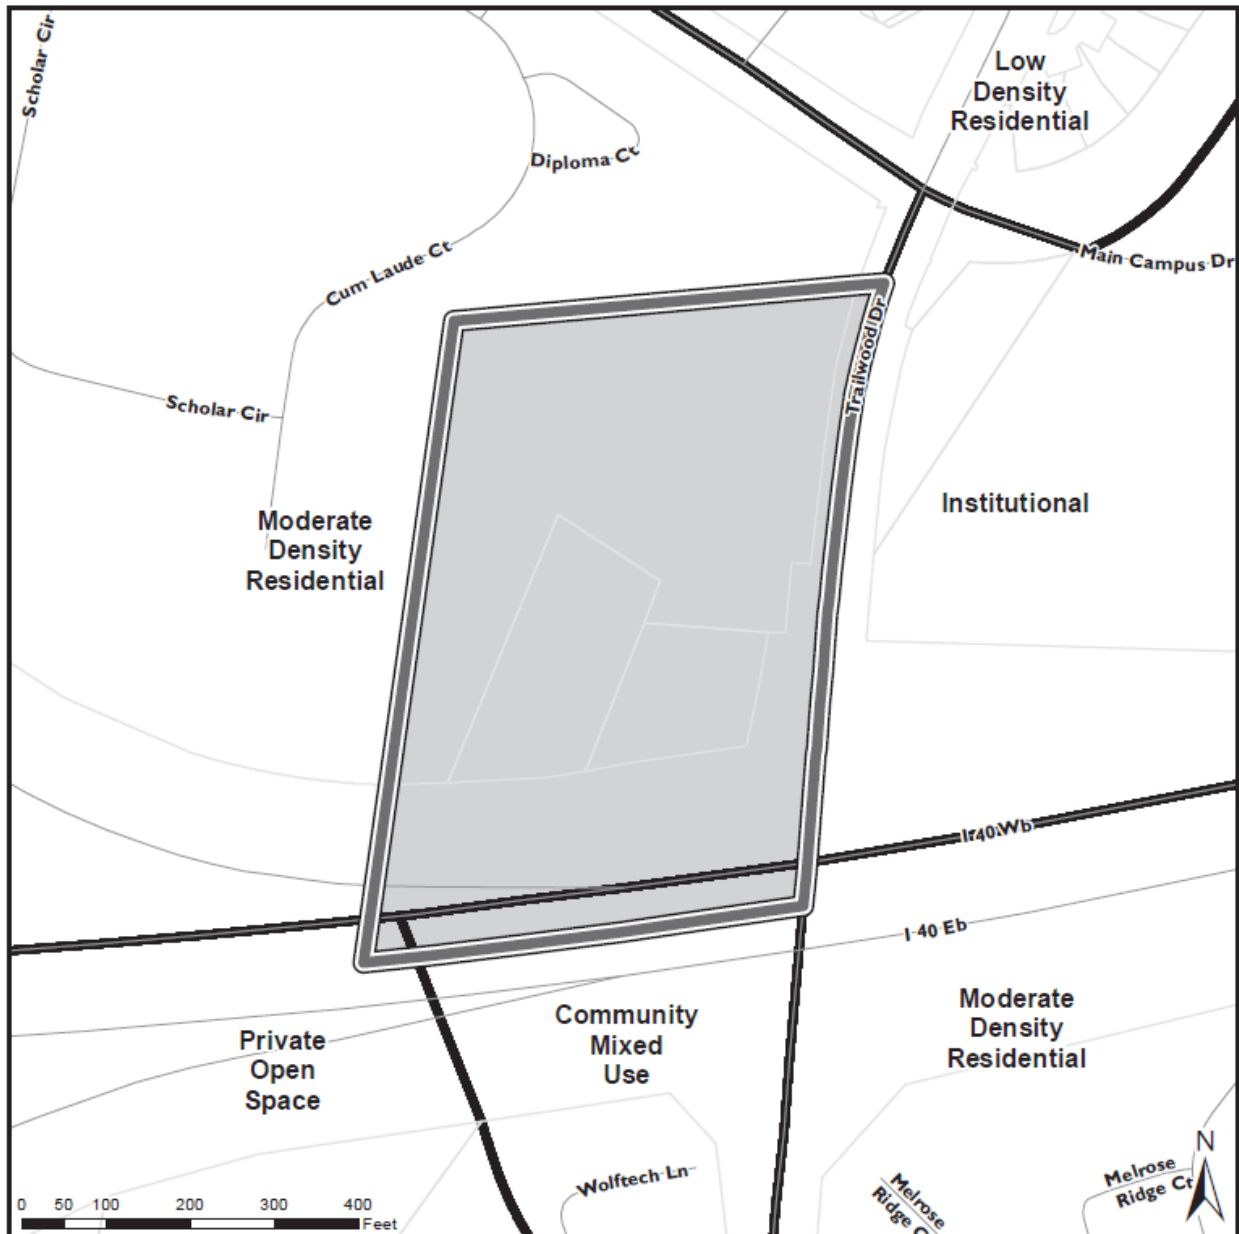 Scholar Cir
Low
Density
Residential
Diploma Ct
Cum Laude Ct
Main Campus Dr
Trailwood Dr
Scholar Cir
Institutional
Moderate
Density
Residential
I 40 Wb
I 40 Eb
Community
Mixed
Use
Moderate
Density
Residential
Private
Open
Space
N
Wolftech Ln
Melrose
Ridge C
Melrose
Ridge Ct
0 50 100 200 300 400
Feet